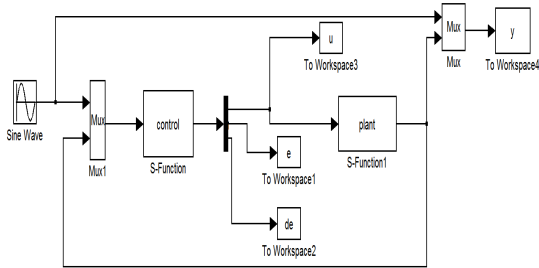 u
To Workspace3
Mux
Mux
y
To Workspace4
Sine Wave
Mux
Mux1
control
S-Function
e
To Workspace1
plant
S-Function1
de
To Workspace2